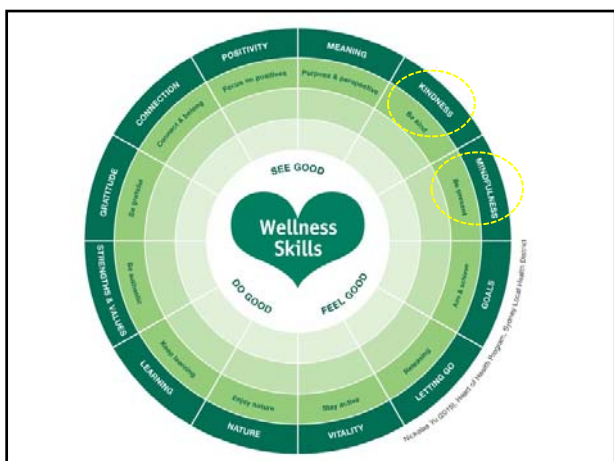 POSITIVITY
MEANING
KINDNESS
MINDFULNESS
GOALS
LETTING GO
VITALITY
NATURE
LEARNING
STRENGTHS & VALUES
GRATITUDE
CONNECTION
Focus on positives
Purpose & perspective
Be kind
Be present
Aim & achieve
Releasing
Stay active
Enjoy nature
Keep learning
Be authentic
Be grateful
Connect & belong
SEE GOOD
FEEL GOOD
DO GOOD
Wellness
Skills
Nicholas Yu (2015), Heart of Health Program, Sydney Local Health District